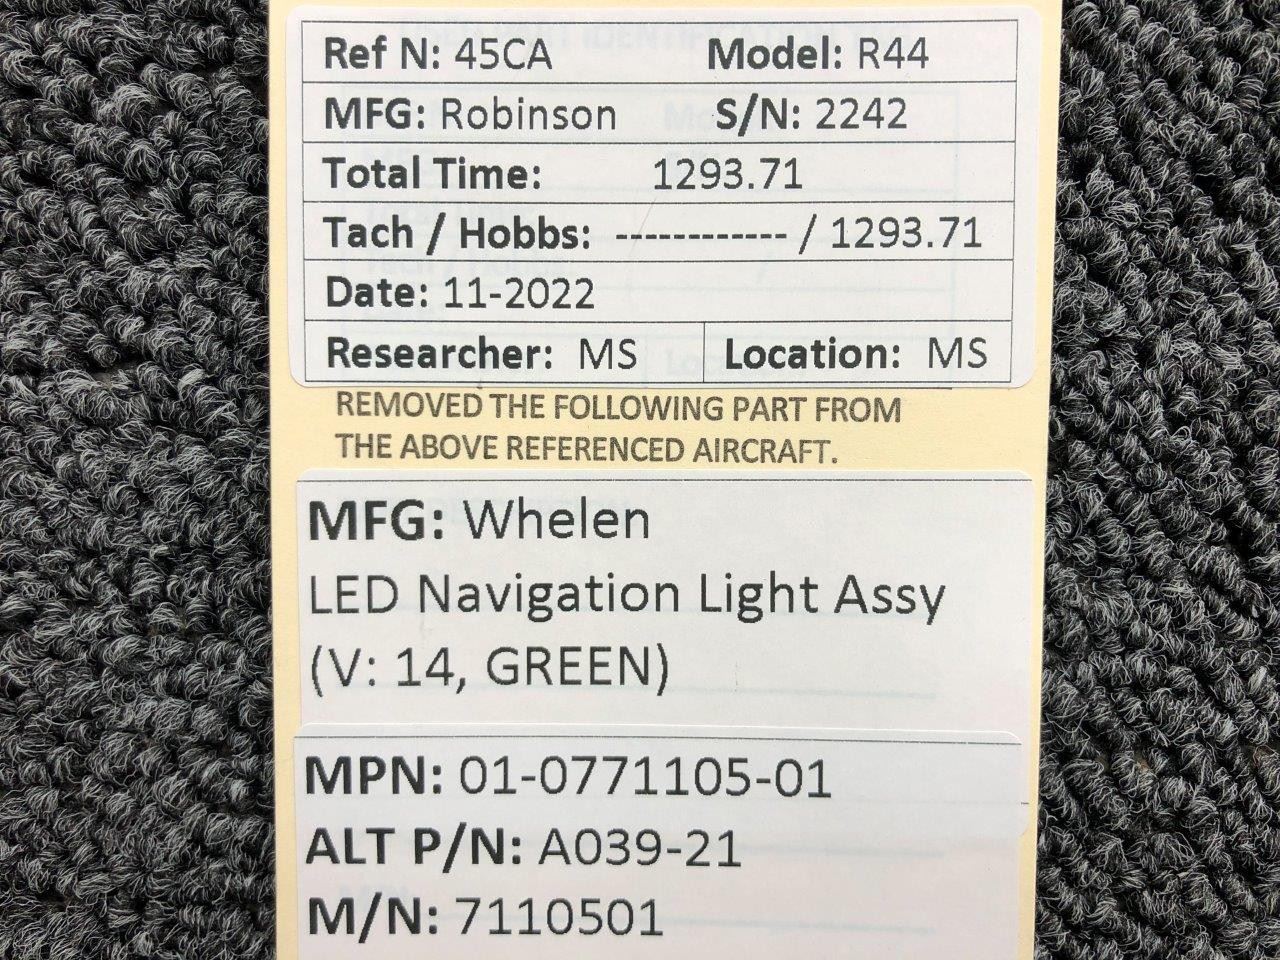 Ref N: 45CA Model: R44
MFG: Robinson S/N: 2242
Total Time: 1293.71
Tach / Hobbs: ------------ / 1293.71
Date: 11-2022
Researcher: MS Location: MS
REMOVED THE FOLLOWING PART FROM
THE ABOVE REFERENCED AIRCRAFT.
MFG: Whelen
LED Navigation Light Assy
(V: 14, GREEN)
MPN: 01-0771105-01
ALT P/N: A039-21
M/N: 7110501